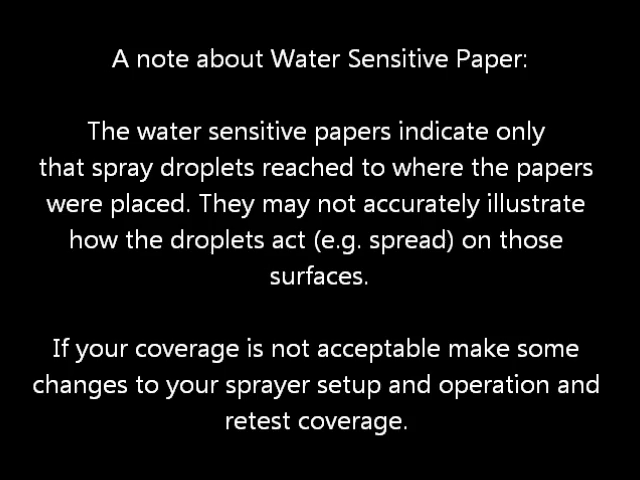 A note about Water Sensitive Paper:
The water sensitive papers indicate only
that spray droplets reached to where the papers
were placed. They may not accurately illustrate
how the droplets act (e.g. spread) on those
surfaces.
If your coverage is not acceptable make some
changes to your sprayer setup and operation and
retest coverage.